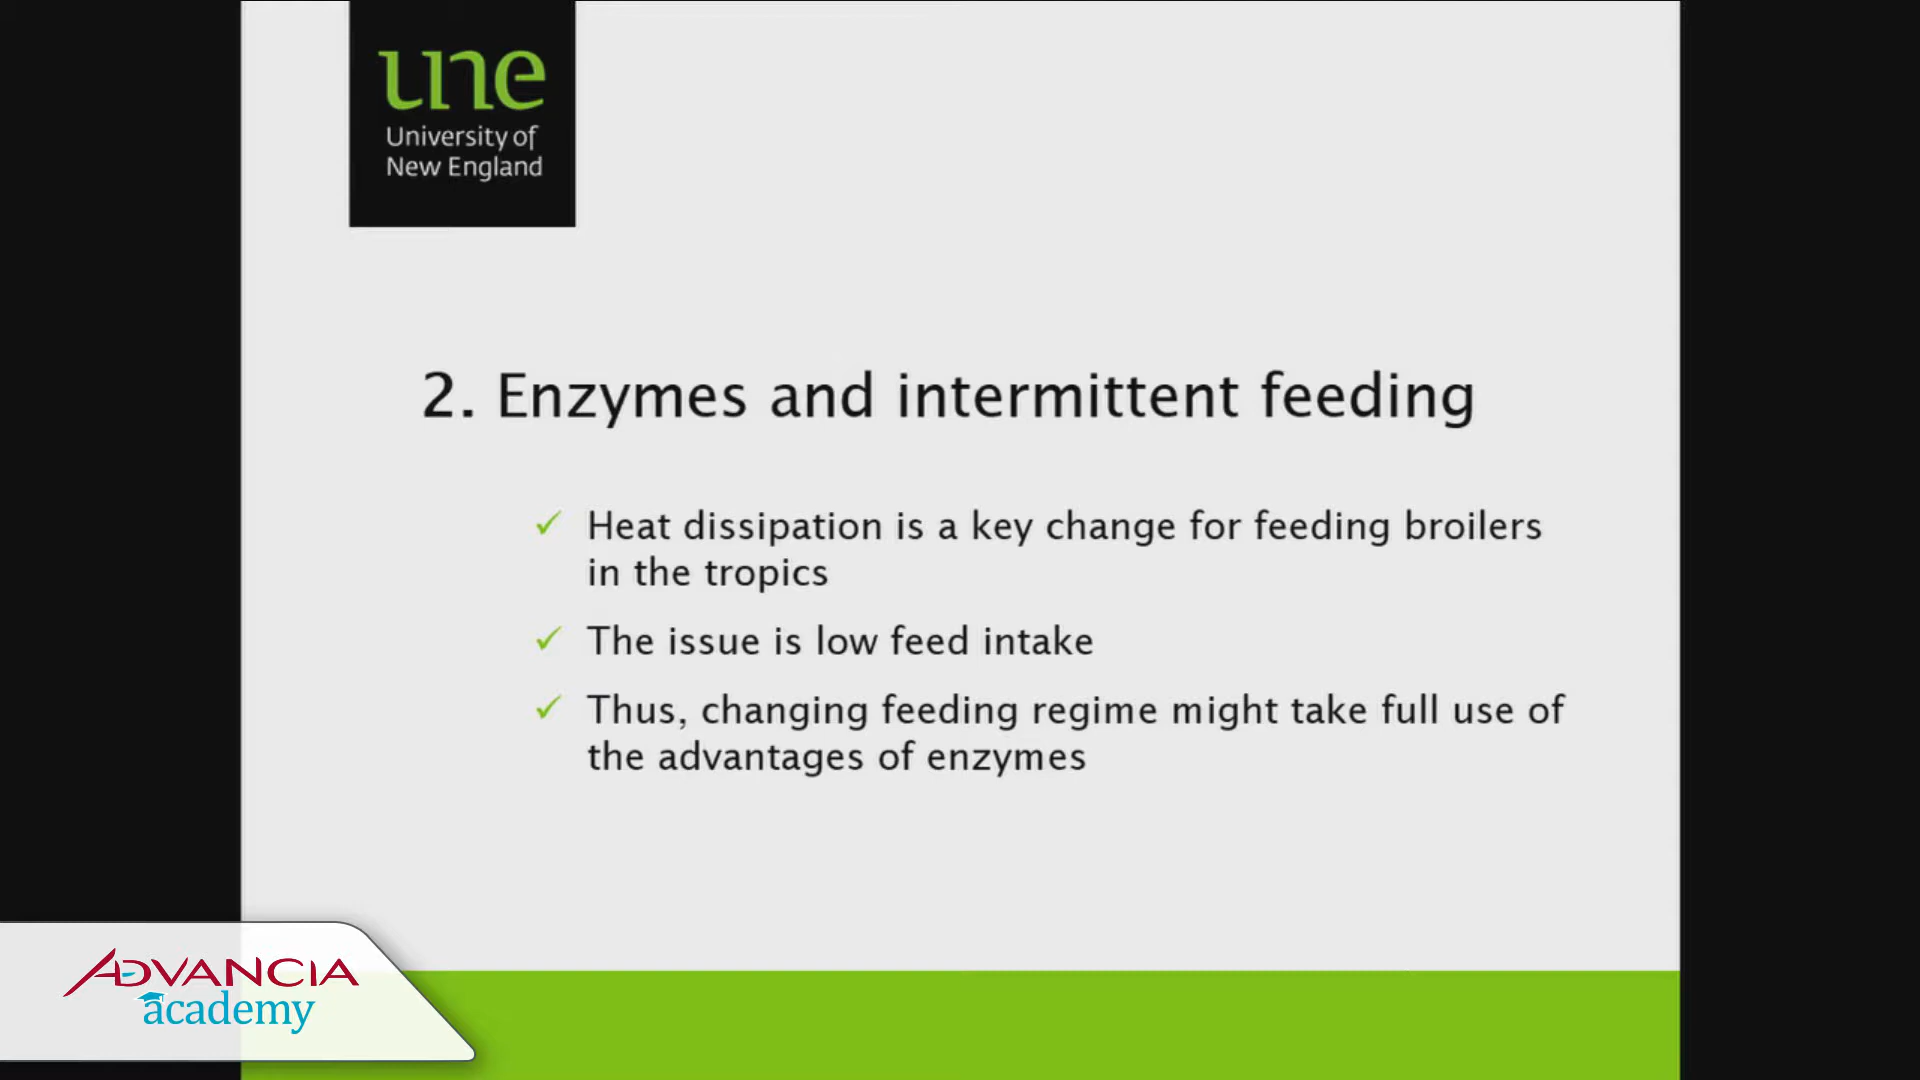 une
University of
New England
2. Enzymes and intermittent feeding
✓ Heat dissipation is a key change for feeding broilers
in the tropics
✓ The issue is low feed intake
✓ Thus, changing feeding regime might take full use of
the advantages of enzymes
ADVANCIA
academy